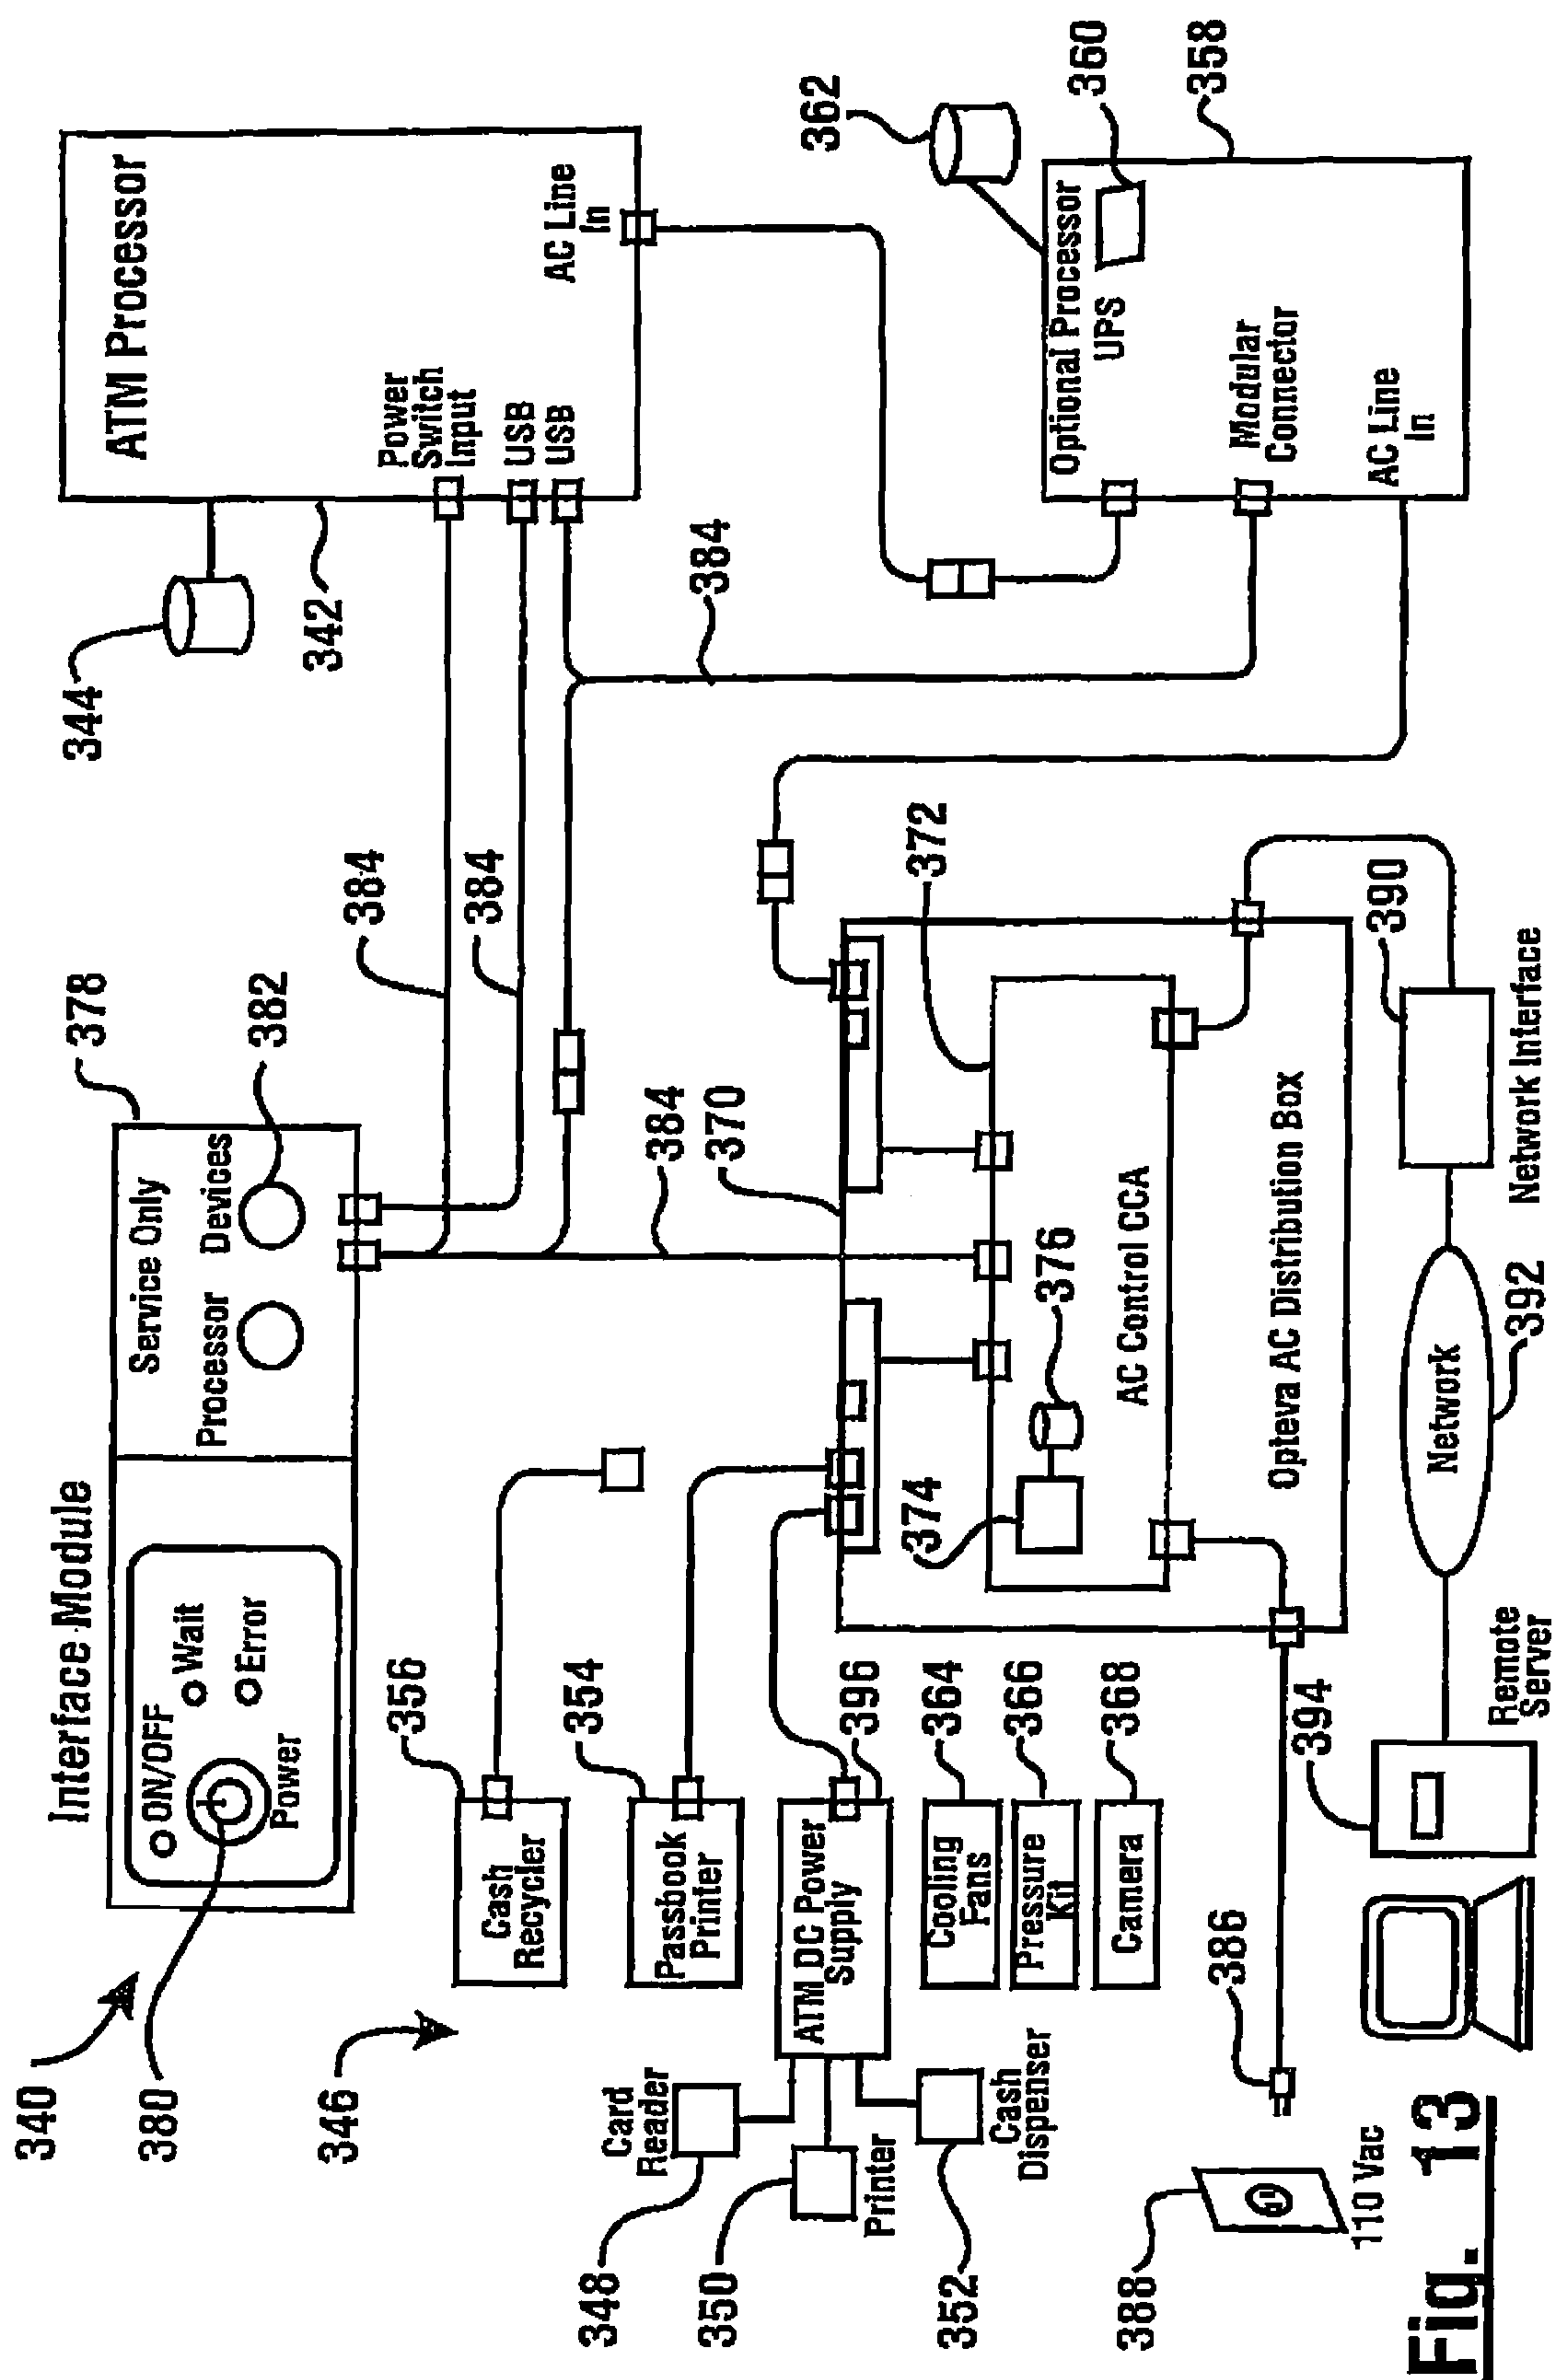 340
Interface Module
378
ON/OFF
Wait
Error
Power
Service Only
Processor
Devices
380
382
344
ATM Processor
342
Power
Switch
Input
USB
USB
AC Line
In
384
384
384
384
346
356
Cash
Recycler
354
Passbook
Printer
396
ATM DC Power
Supply
Card
Reader
348
350
Printer
352
Cash
Dispenser
364
Cooling
Fans
366
Pressure
Kit
368
Camera
370
372
374
376
AC Control CCA
Opteva AC Distribution Box
362
360
358
Optional Processor
UPS
Modular
Connector
AC Line
In
386
388
110 Vac
394
Remote
Server
Network
392
390
Network Interface
Fig. 13